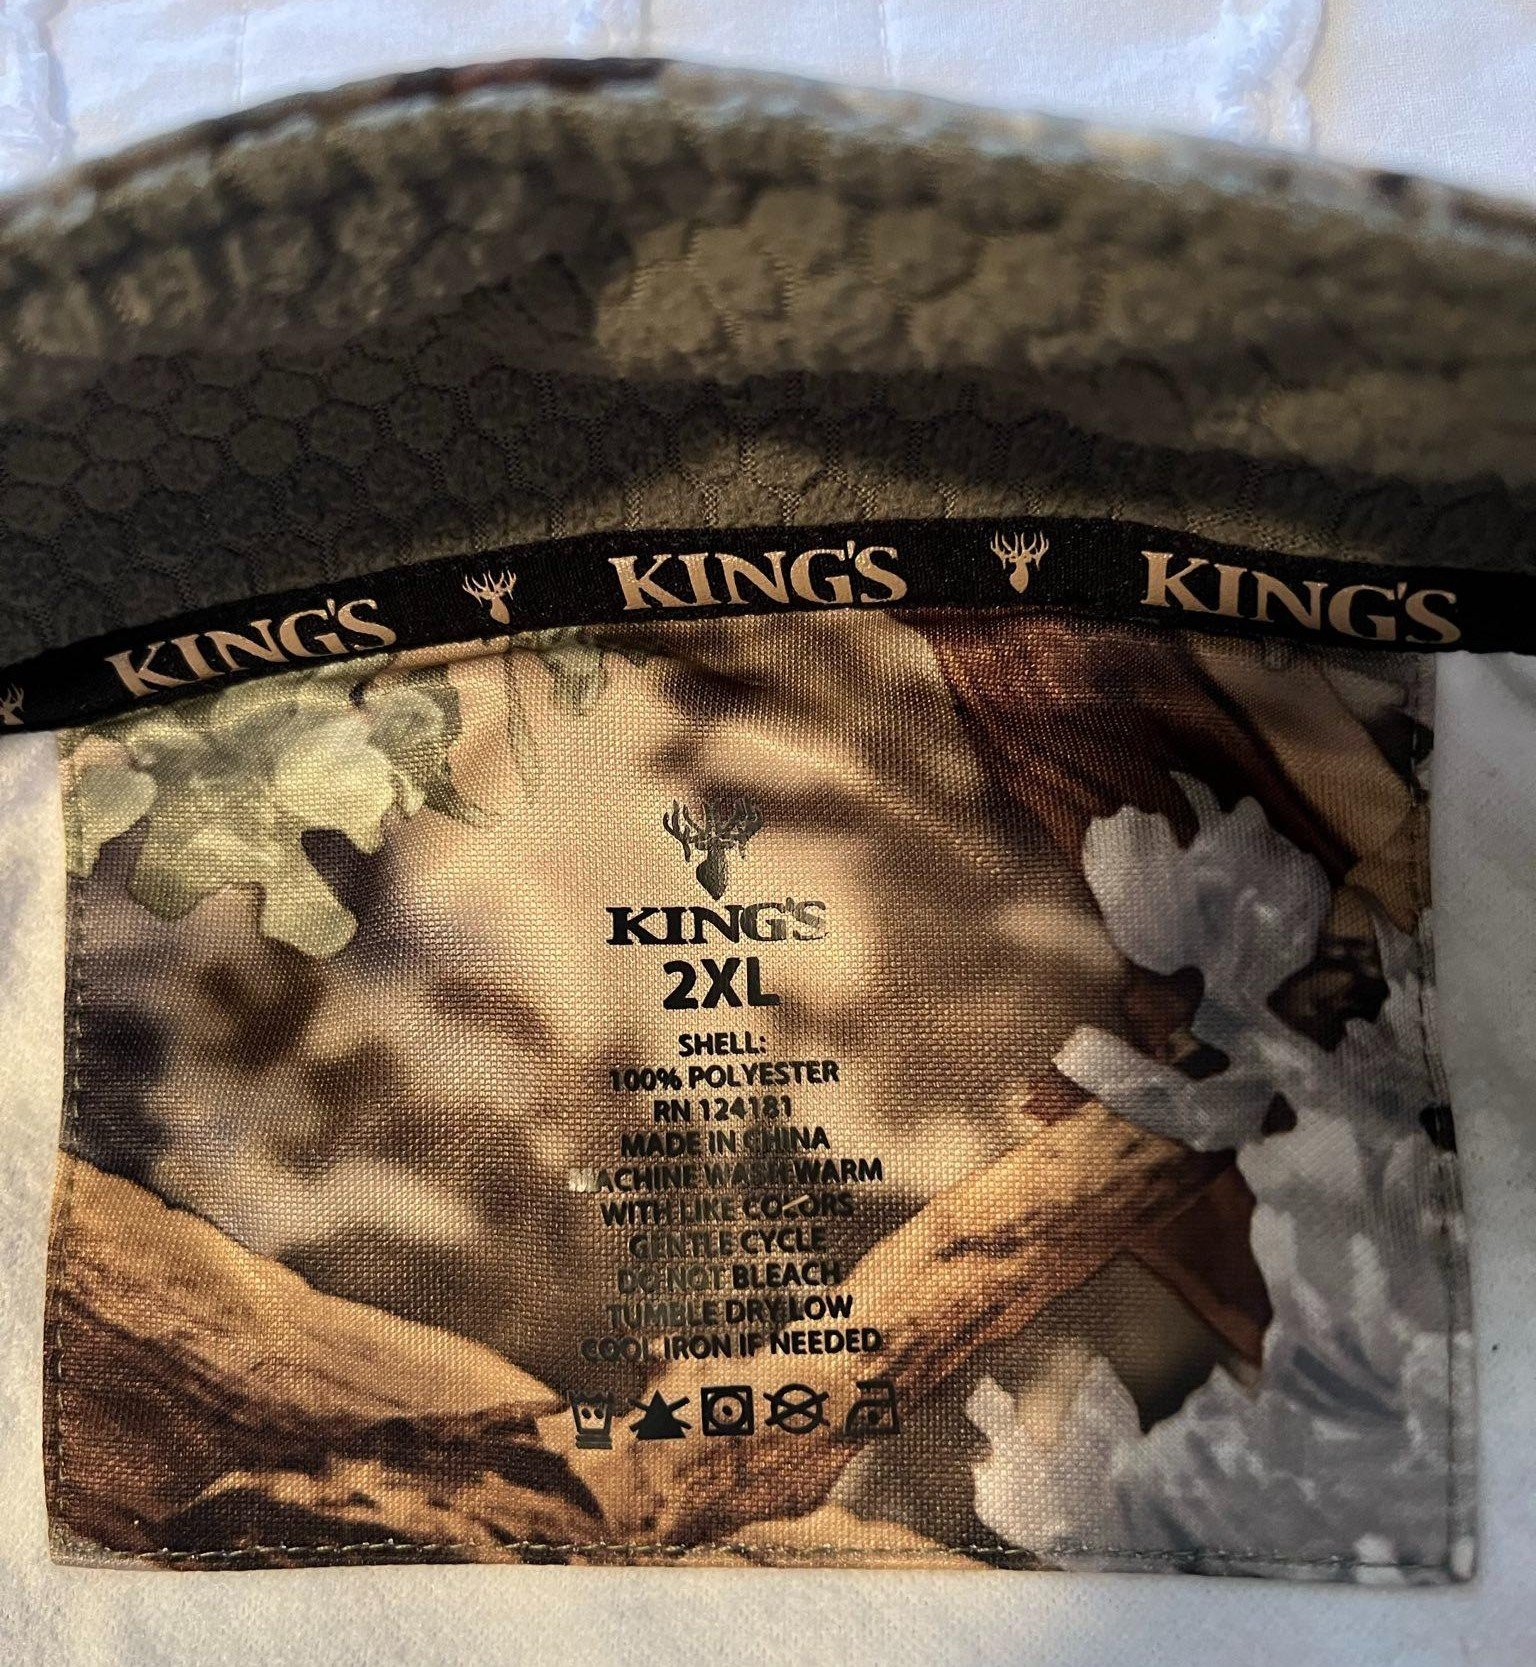 KING'S KING'S KING'S
KING'S
2XL
SHELL:
100% POLYESTER
RN 124181
MADE IN CHINA
ACHINE WASH WARM
WITH LIKE COLORS
GENTLE CYCLE
DO NOT BLEACH
TUMBLE DRY LOW
COOL IRON IF NEEDED